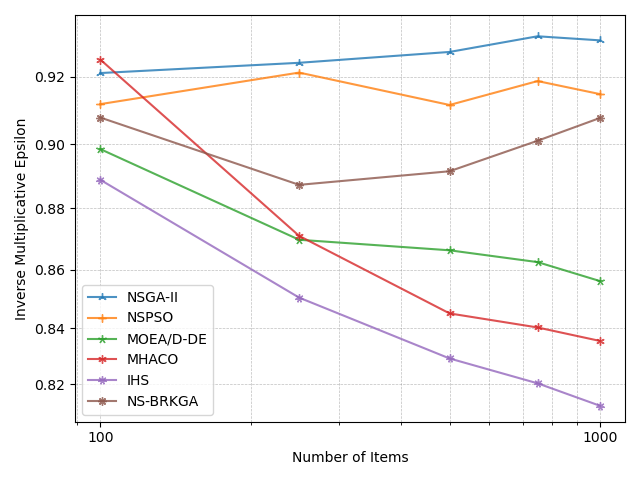 Inverse Multiplicative Epsilon
0.92
0.90
0.88
0.86
0.84
0.82
NSGA-II
NSPSO
MOEA/D-DE
MHACO
IHS
NS-BRKGA
100
1000
Number of Items